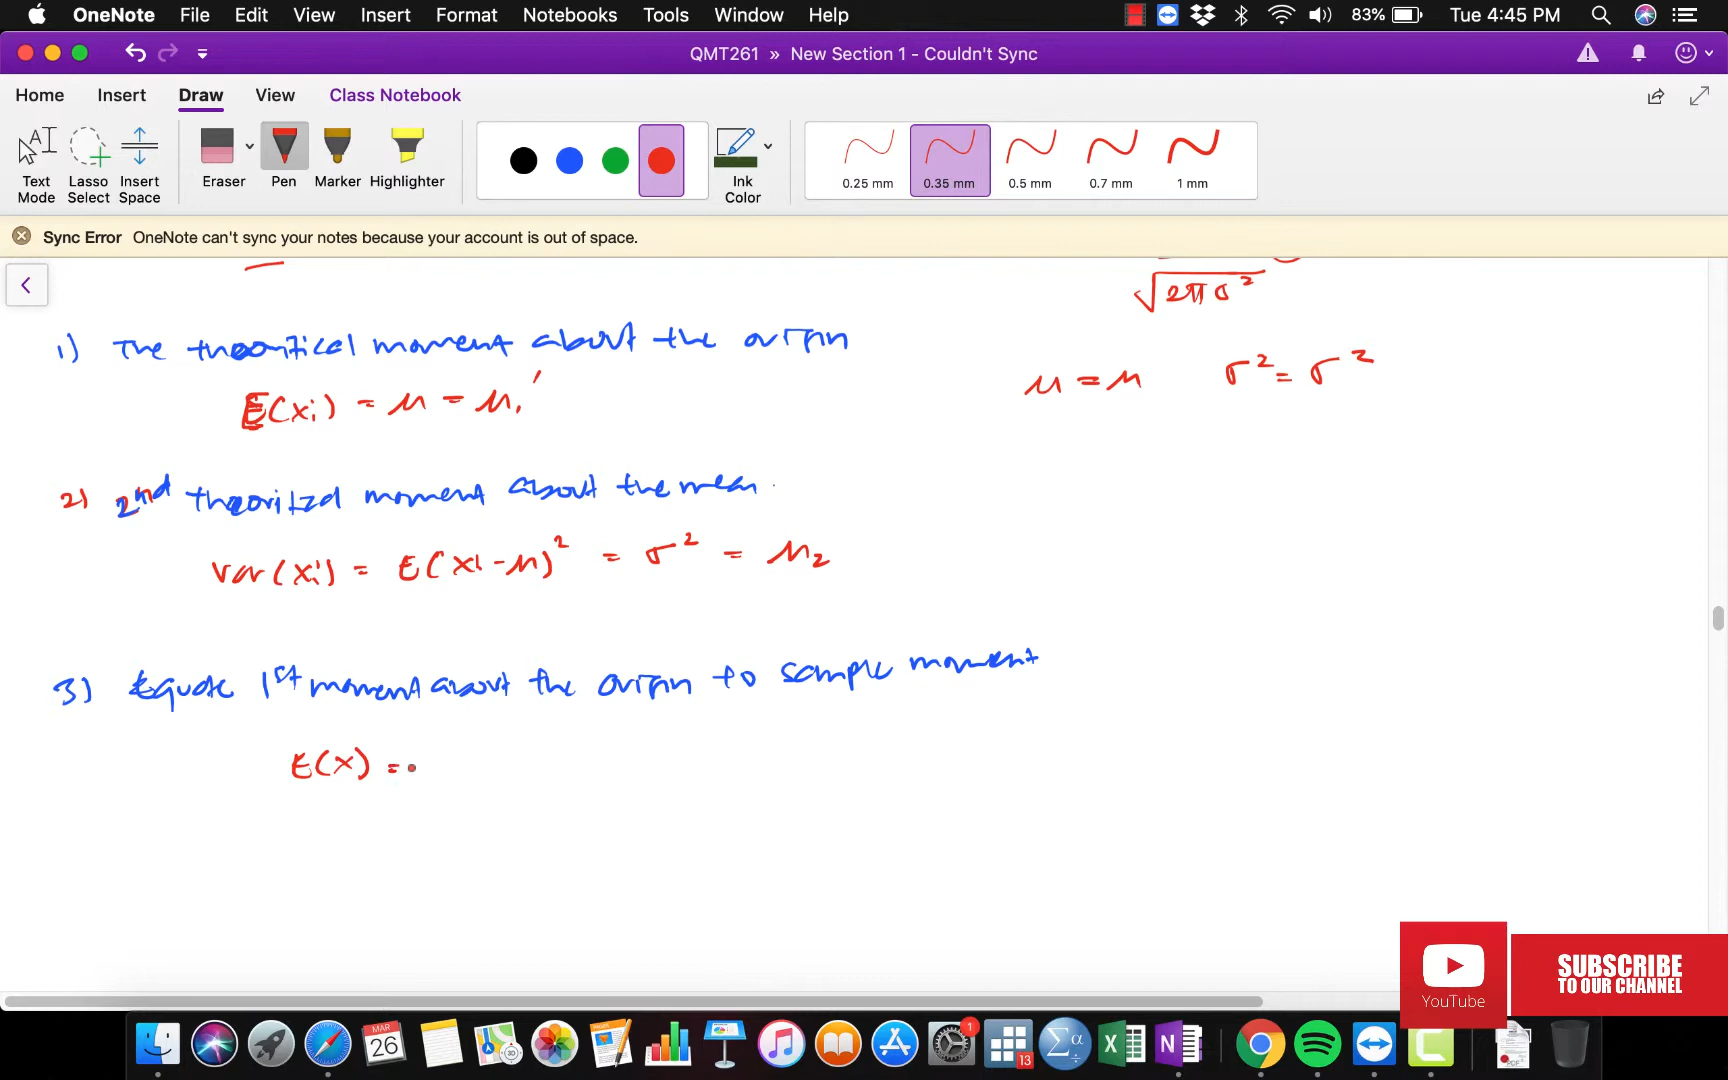 OneNote File Edit View Insert Format Notebooks Tools Window Help 83% Tue 4:45 PM
QMT261 » New Section 1 - Couldn't Sync
Home Insert Draw View Class Notebook
Text Mode
Lasso Select
Insert Space
Eraser
Pen
Marker
Highlighter
Ink Color
0.25 mm
0.35 mm
0.5 mm
0.7 mm
1 mm
Sync Error OneNote can't sync your notes because your account is out of space.
√2πσ²
1) The theoritical moment about the origin
E(xi) = μ = μ₁'
μ = μ σ² = σ²
2) 2nd theoritcal moment about the mean
var(xi) = E(xi - μ)² = σ² = μ₂
3) Equate 1st moment about the origin to sample moment
E(X) =
YouTube
SUBSCRIBE
TO OUR CHANNEL
MAR
26
1
13